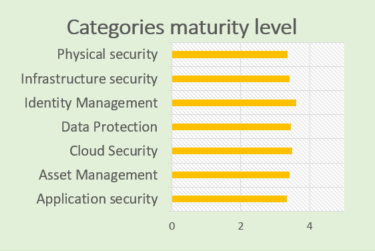 Categories maturity level
Physical security
Infrastructure security
Identity Management
Data Protection
Cloud Security
Asset Management
Application security
0 2 4